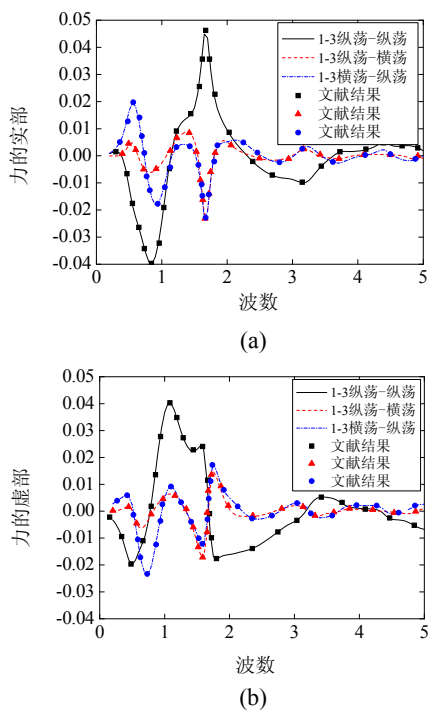 0.05
0.04
0.03
0.02
0.01
0.00
-0.01
-0.02
-0.03
-0.04
力的实部
1-3纵荡-纵荡
1-3纵荡-横荡
1-3横荡-纵荡
文献结果
文献结果
文献结果
0 1 2 3 4 5
波数
(a)
0.05
0.04
0.03
0.02
0.01
0.00
-0.01
-0.02
-0.03
-0.04
力的虚部
1-3纵荡-纵荡
1-3纵荡-横荡
1-3横荡-纵荡
文献结果
文献结果
文献结果
0 1 2 3 4 5
波数
(b)